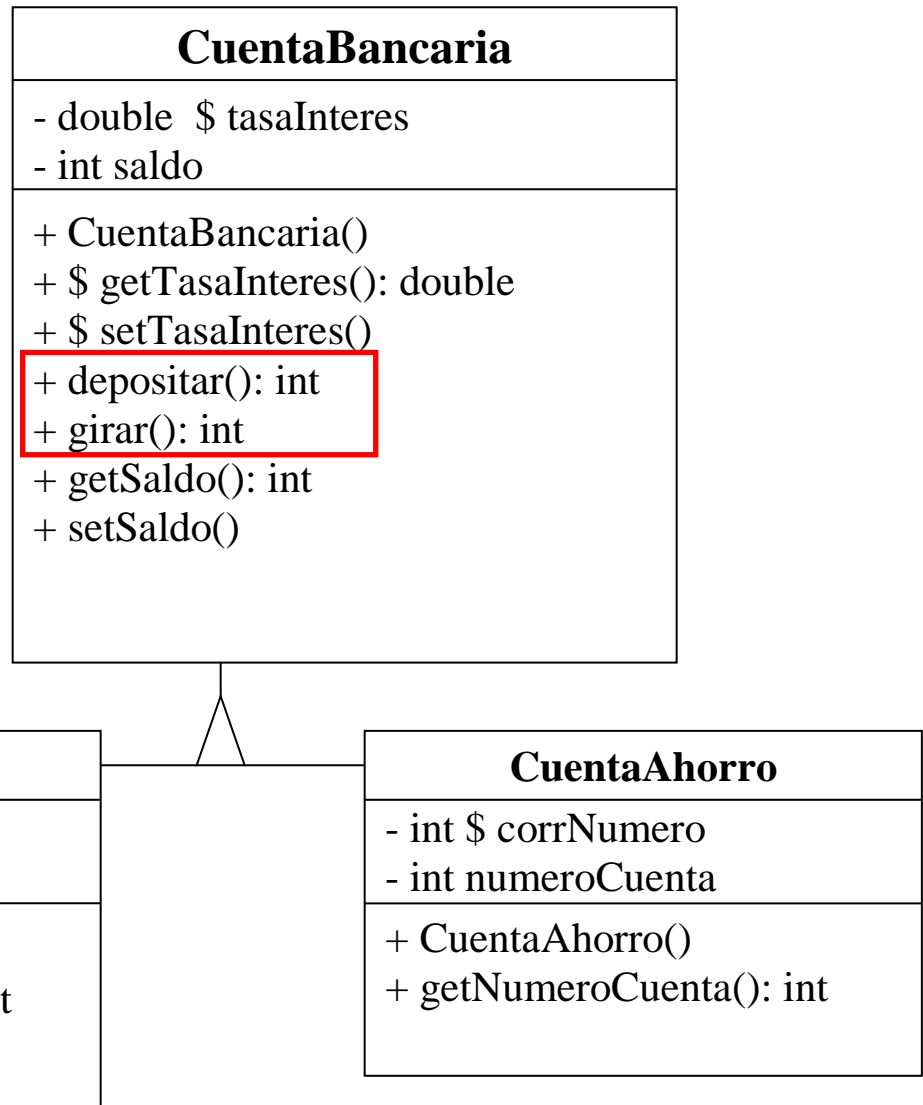 CuentaBancaria
- double $ tasaInteres
- int saldo
+ CuentaBancaria()
+ $ getTasaInteres(): double
+ $ setTasaInteres()
+ depositar(): int
+ girar(): int
+ getSaldo(): int
+ setSaldo()
t
CuentaAhorro
- int $ corrNumero
- int numeroCuenta
+ CuentaAhorro()
+ getNumeroCuenta(): int